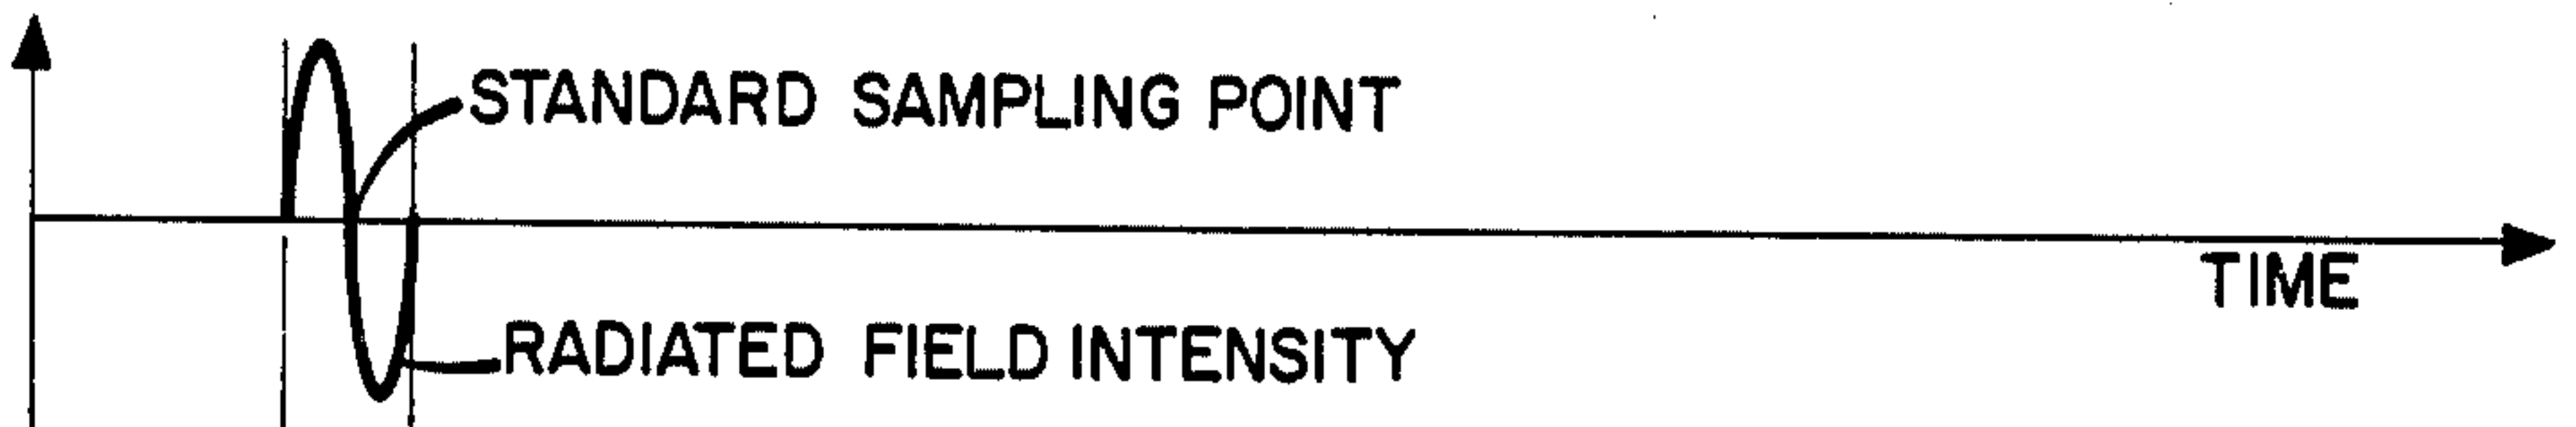 STANDARD SAMPLING POINT
TIME
RADIATED FIELD INTENSITY